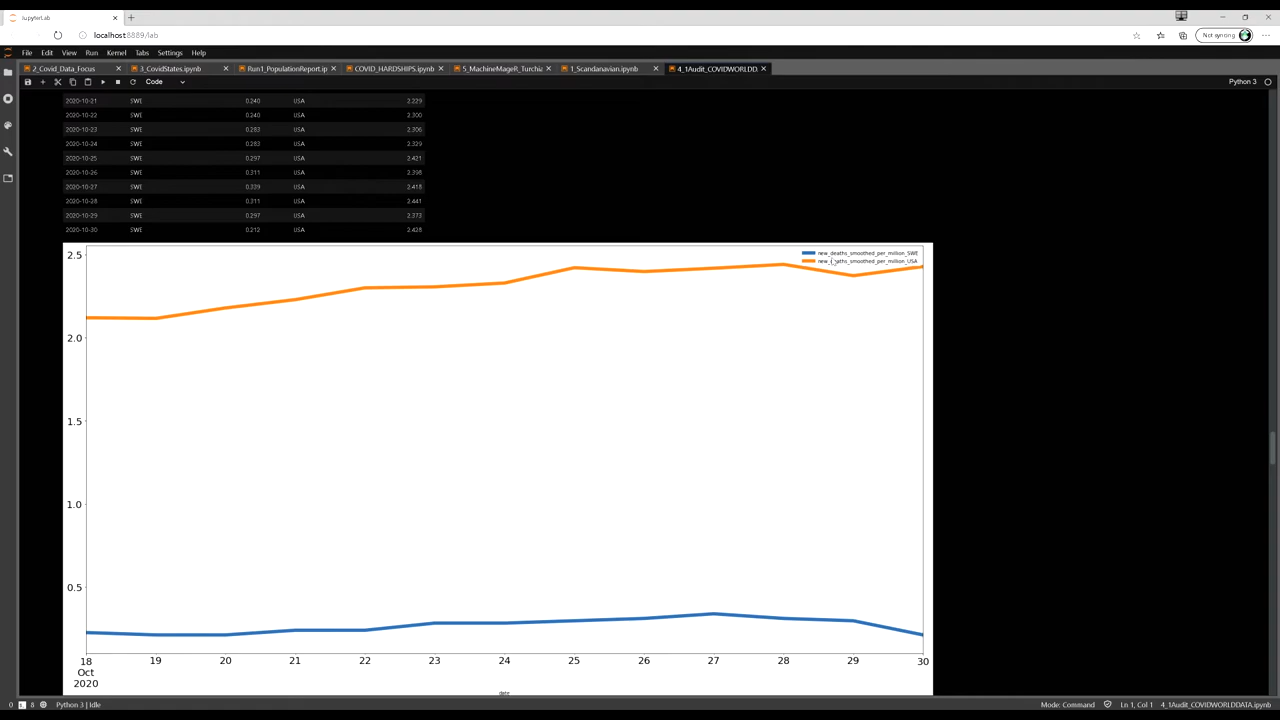 JupyterLab
localhost:8889/lab
Not syncing
File Edit View Run Kernel Tabs Settings Help
2_Covid_Data_Focus 3_CovidStates.ipynb Run1_PopulationReport.ip COVID_HARDSHIPS.ipynb 5_MachineMageR_Turchia 1_Scandanavian.ipynb 4_1Audit_COVIDWORLDD
Code Python 3
2020-10-21 SWE 0.240 USA 2.229
2020-10-22 SWE 0.240 USA 2.300
2020-10-23 SWE 0.283 USA 2.306
2020-10-24 SWE 0.283 USA 2.329
2020-10-25 SWE 0.297 USA 2.421
2020-10-26 SWE 0.311 USA 2.398
2020-10-27 SWE 0.339 USA 2.418
2020-10-28 SWE 0.311 USA 2.441
2020-10-29 SWE 0.297 USA 2.373
2020-10-30 SWE 0.212 USA 2.428
new_deaths_smoothed_per_million_SWE
new_deaths_smoothed_per_million_USA
2.5
2.0
1.5
1.0
0.5
18 19 20 21 22 23 24 25 26 27 28 29 30
Oct
2020
date
0 8 Python 3 | Idle Mode: Command Ln 1, Col 1 4_1Audit_COVIDWORLDDATA.ipynb